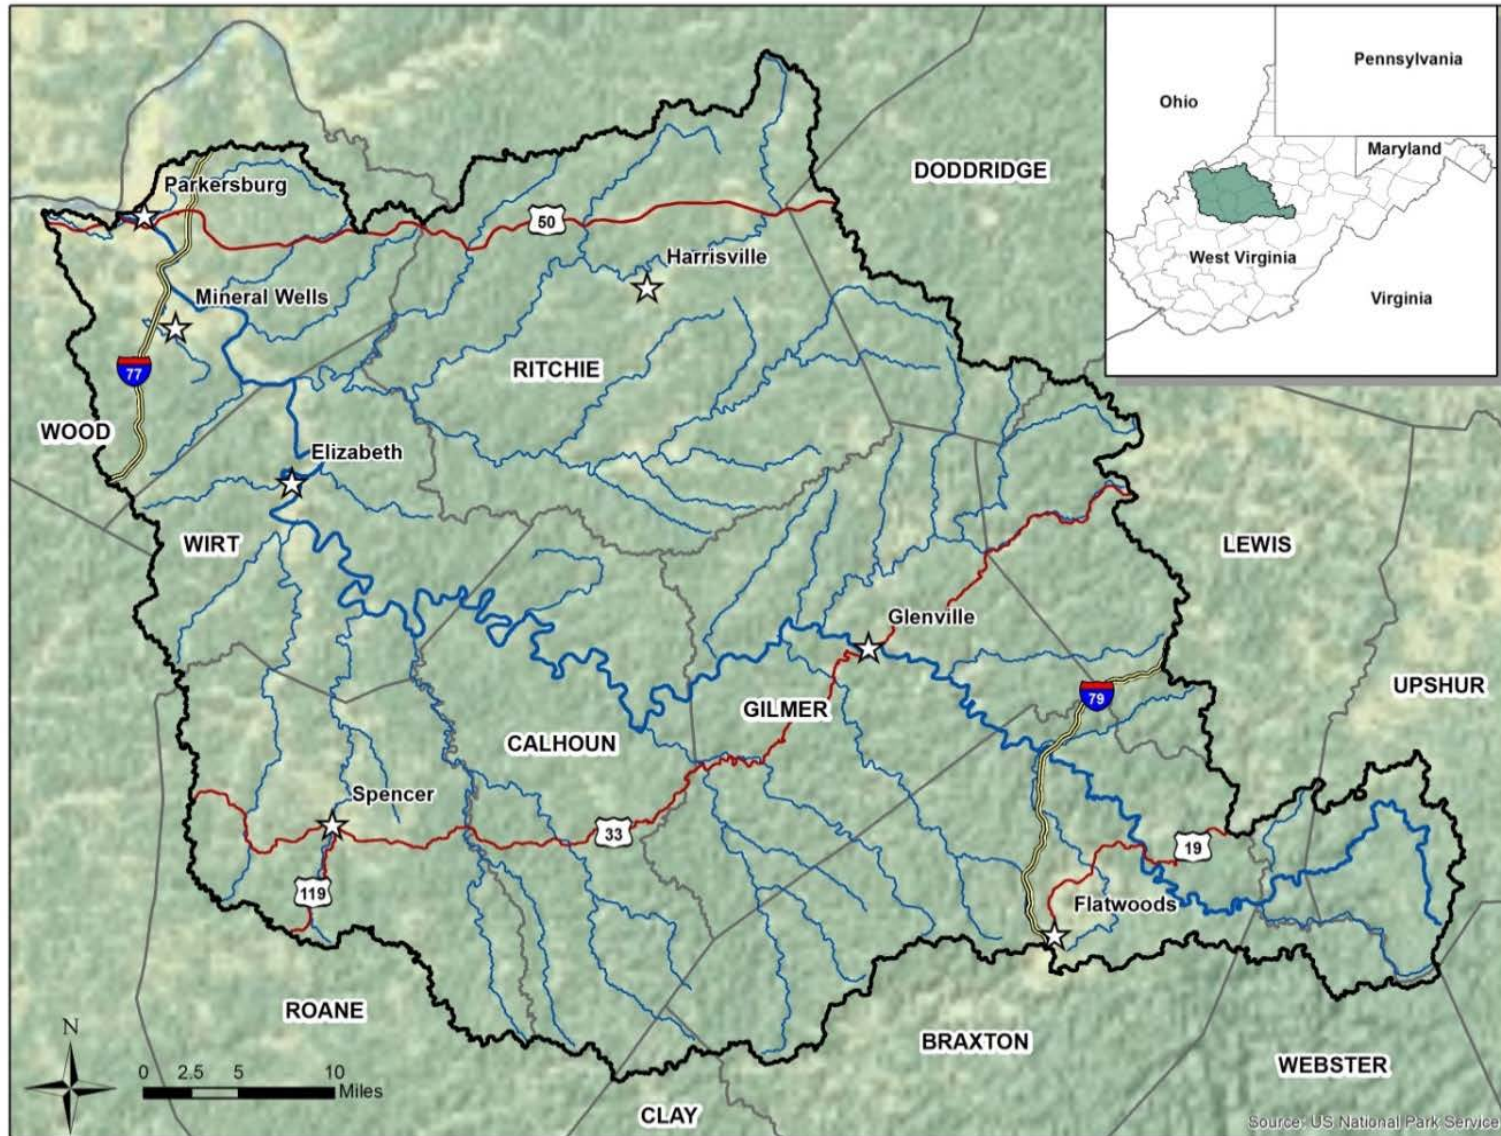 Pennsylvania
Ohio
Maryland
West Virginia
Virginia
DODDRIDGE
Parkersburg
50
Harrisville
Mineral Wells
77
RITCHIE
WOOD
Elizabeth
WIRT
LEWIS
Glenville
UPSHUR
79
GILMER
CALHOUN
Spencer
33
19
119
Flatwoods
ROANE
BRAXTON
WEBSTER
CLAY
N
0 2.5 5 10
Miles
Source: US National Park Service